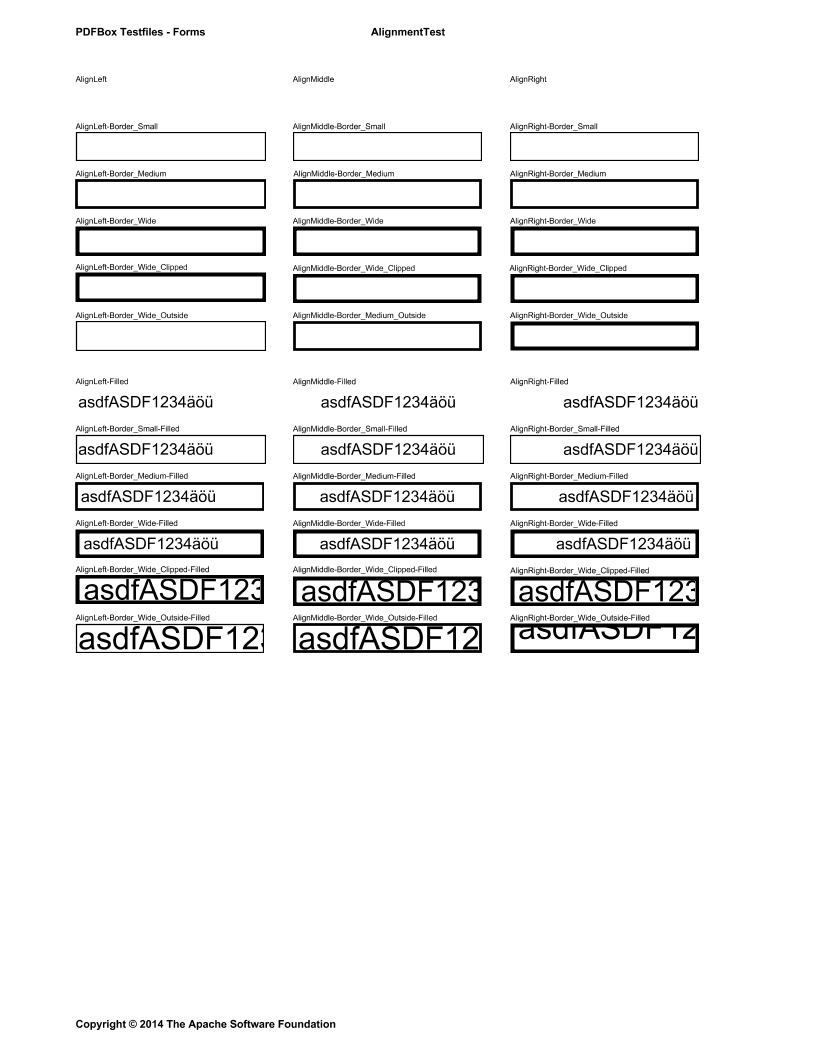 PDFBox Testfiles - Forms AlignmentTest
AlignLeft AlignMiddle AlignRight
AlignLeft-Border_Small AlignMiddle-Border_Small AlignRight-Border_Small
AlignLeft-Border_Medium AlignMiddle-Border_Medium AlignRight-Border_Medium
AlignLeft-Border_Wide AlignMiddle-Border_Wide AlignRight-Border_Wide
AlignLeft-Border_Wide_Clipped AlignMiddle-Border_Wide_Clipped AlignRight-Border_Wide_Clipped
AlignLeft-Border_Wide_Outside AlignMiddle-Border_Medium_Outside AlignRight-Border_Wide_Outside
AlignLeft-Filled AlignMiddle-Filled AlignRight-Filled
asdfASDF1234äöü asdfASDF1234äöü asdfASDF1234äöü
AlignLeft-Border_Small-Filled AlignMiddle-Border_Small-Filled AlignRight-Border_Small-Filled
asdfASDF1234äöü asdfASDF1234äöü asdfASDF1234äöü
AlignLeft-Border_Medium-Filled AlignMiddle-Border_Medium-Filled AlignRight-Border_Medium-Filled
asdfASDF1234äöü asdfASDF1234äöü asdfASDF1234äöü
AlignLeft-Border_Wide-Filled AlignMiddle-Border_Wide-Filled AlignRight-Border_Wide-Filled
asdfASDF1234äöü asdfASDF1234äöü asdfASDF1234äöü
AlignLeft-Border_Wide_Clipped-Filled AlignMiddle-Border_Wide_Clipped-Filled AlignRight-Border_Wide_Clipped-Filled
asdfASDF123 asdfASDF123 asdfASDF123
AlignLeft-Border_Wide_Outside-Filled AlignMiddle-Border_Wide_Outside-Filled AlignRight-Border_Wide_Outside-Filled
asdfASDF123 asdfASDF12 asdfASDF12
Copyright © 2014 The Apache Software Foundation